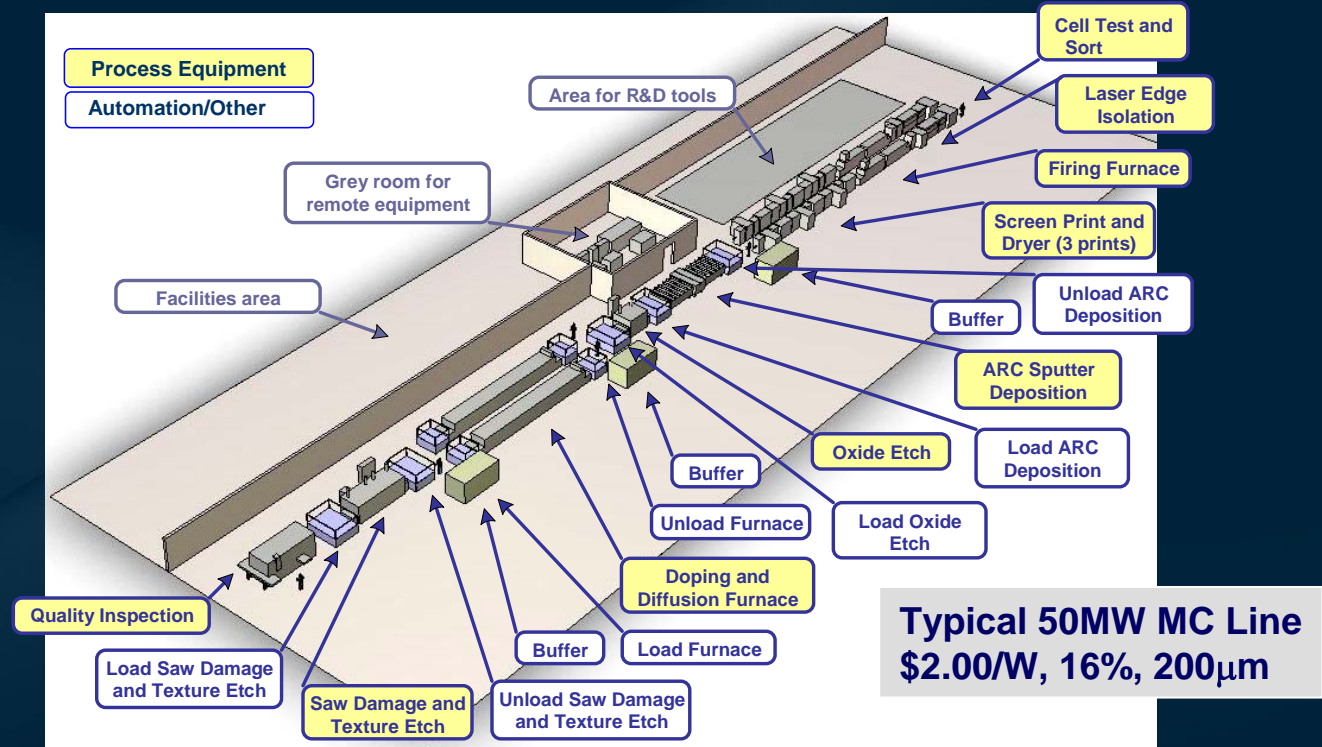 Process Equipment
Automation/Other
Area for R&D tools
Grey room for
remote equipment
Facilities area
Cell Test and
Sort
Laser Edge
Isolation
Firing Furnace
Screen Print and
Dryer (3 prints)
Unload ARC
Deposition
Buffer
ARC Sputter
Deposition
Load ARC
Deposition
Oxide Etch
Buffer
Load Oxide
Etch
Unload Furnace
Doping and
Diffusion Furnace
Load Furnace
Buffer
Unload Saw Damage
and Texture Etch
Saw Damage and
Texture Etch
Load Saw Damage
and Texture Etch
Quality Inspection
Typical 50MW MC Line
$2.00/W, 16%, 200μm